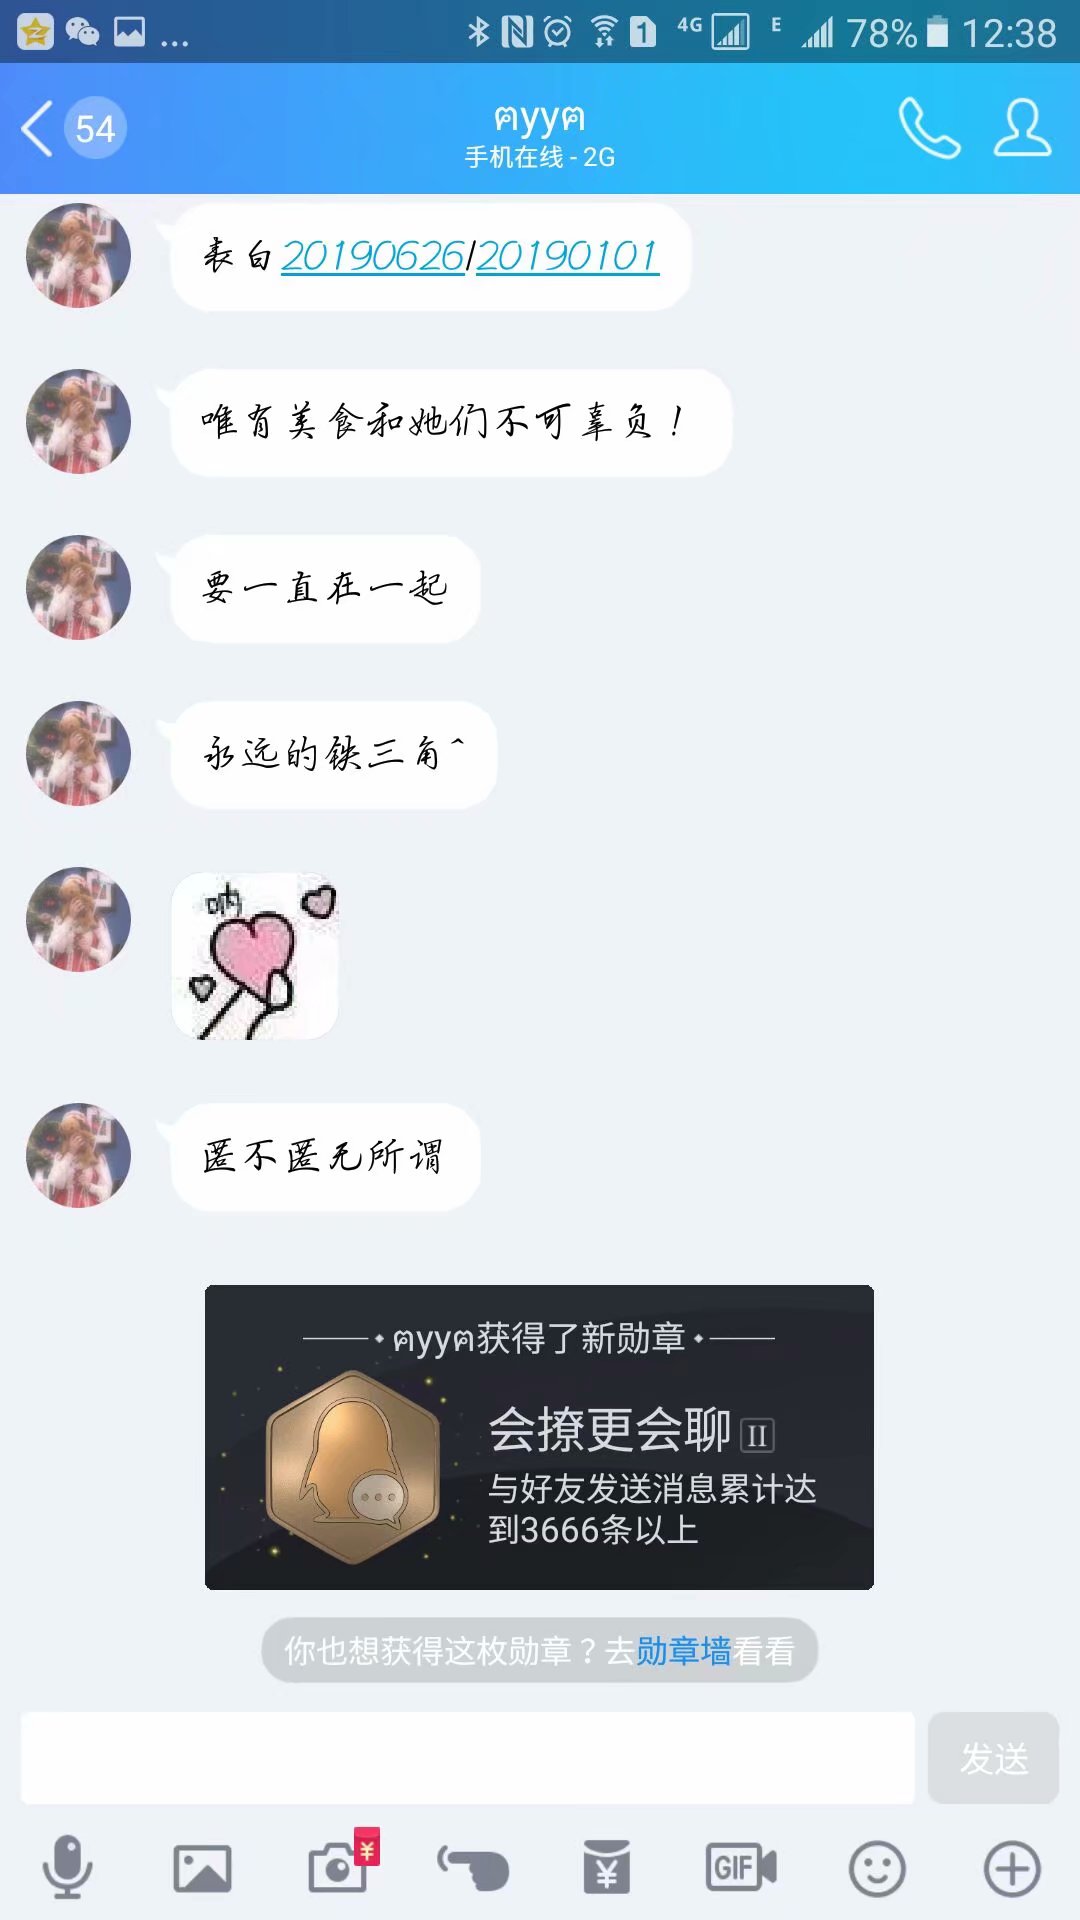 ... 4G E 78% 12:38
54
ฅyyฅ
手机在线 - 2G
表白20190626/20190101
唯有美食和她们不可辜负！
要一直在一起
永远的铁三角^
呐
匿不匿无所谓
ฅyyฅ获得了新勋章
会撩更会聊 II
与好友发送消息累计达
到3666条以上
你也想获得这枚勋章？去勋章墙看看
发送
¥
¥
GIF